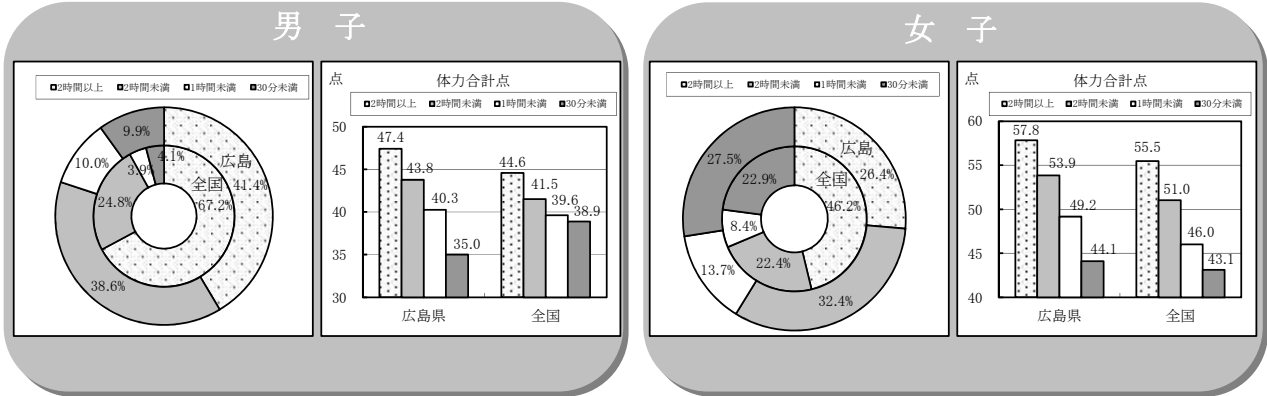 男 子
□2時間以上 ■2時間未満 □1時間未満 ■30分未満
9.9%
4.1%
10.0%
3.9%
広島
全国
41.4%
67.2%
24.8%
38.6%
点
体力合計点
□2時間以上 ■2時間未満 □1時間未満 ■30分未満
50
45
40
35
30
47.4
43.8
40.3
35.0
44.6
41.5
39.6
38.9
広島県
全国
女 子
□2時間以上 ■2時間未満 □1時間未満 ■30分未満
27.5%
22.9%
広島
全国
26.4%
46.2%
8.4%
13.7%
22.4%
32.4%
点
体力合計点
□2時間以上 ■2時間未満 □1時間未満 ■30分未満
60
55
50
45
40
57.8
53.9
49.2
44.1
55.5
51.0
46.0
43.1
広島県
全国